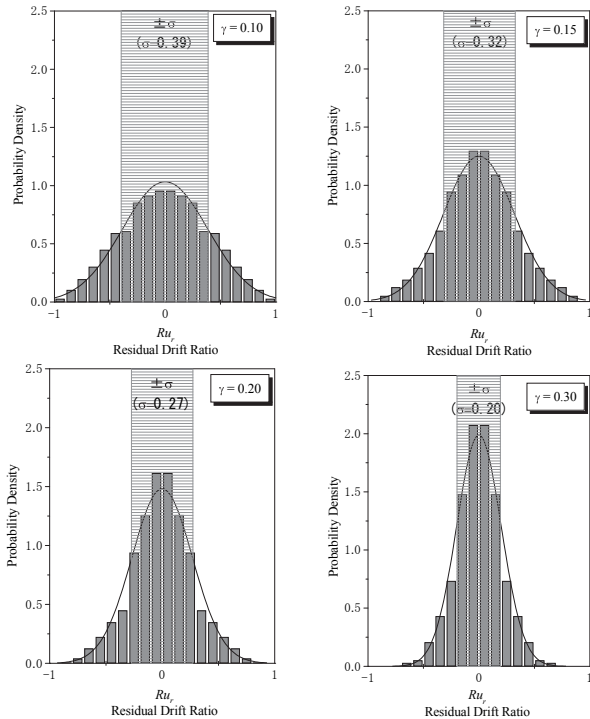 2.5
2.0
1.5
1.0
0.5
0.0
Probability Density
±σ
(σ=0.39)
γ = 0.10
−1
0
1
Ru_r
Residual Drift Ratio
2.5
2.0
1.5
1.0
0.5
0.0
Probability Density
±σ
(σ=0.32)
γ = 0.15
−1
0
1
Ru_r
Residual Drift Ratio
2.5
2.0
1.5
1.0
0.5
0.0
Probability Density
±σ
(σ=0.27)
γ = 0.20
−1
0
1
Ru_r
Residual Drift Ratio
2.5
2.0
1.5
1.0
0.5
0.0
Probability Density
±σ
(σ=0.20)
γ = 0.30
−1
0
1
Ru_r
Residual Drift Ratio